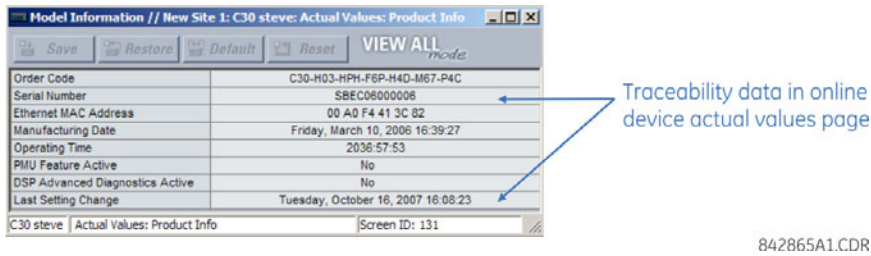 Model Information // New Site 1: C30 steve: Actual Values: Product Info
Save Restore Default Reset VIEW ALL mode
Order Code C30-H03-HPH-F6P-H4D-M67-P4C
Serial Number SBEC06000006
Ethernet MAC Address 00 A0 F4 41 3C 82
Manufacturing Date Friday, March 10, 2006 16:39:27
Operating Time 2036:57:53
PMU Feature Active No
DSP Advanced Diagnostics Active No
Last Setting Change Tuesday, October 16, 2007 16:08:23
C30 steve Actual Values: Product Info Screen ID: 131
Traceability data in online
device actual values page
842865A1.CDR